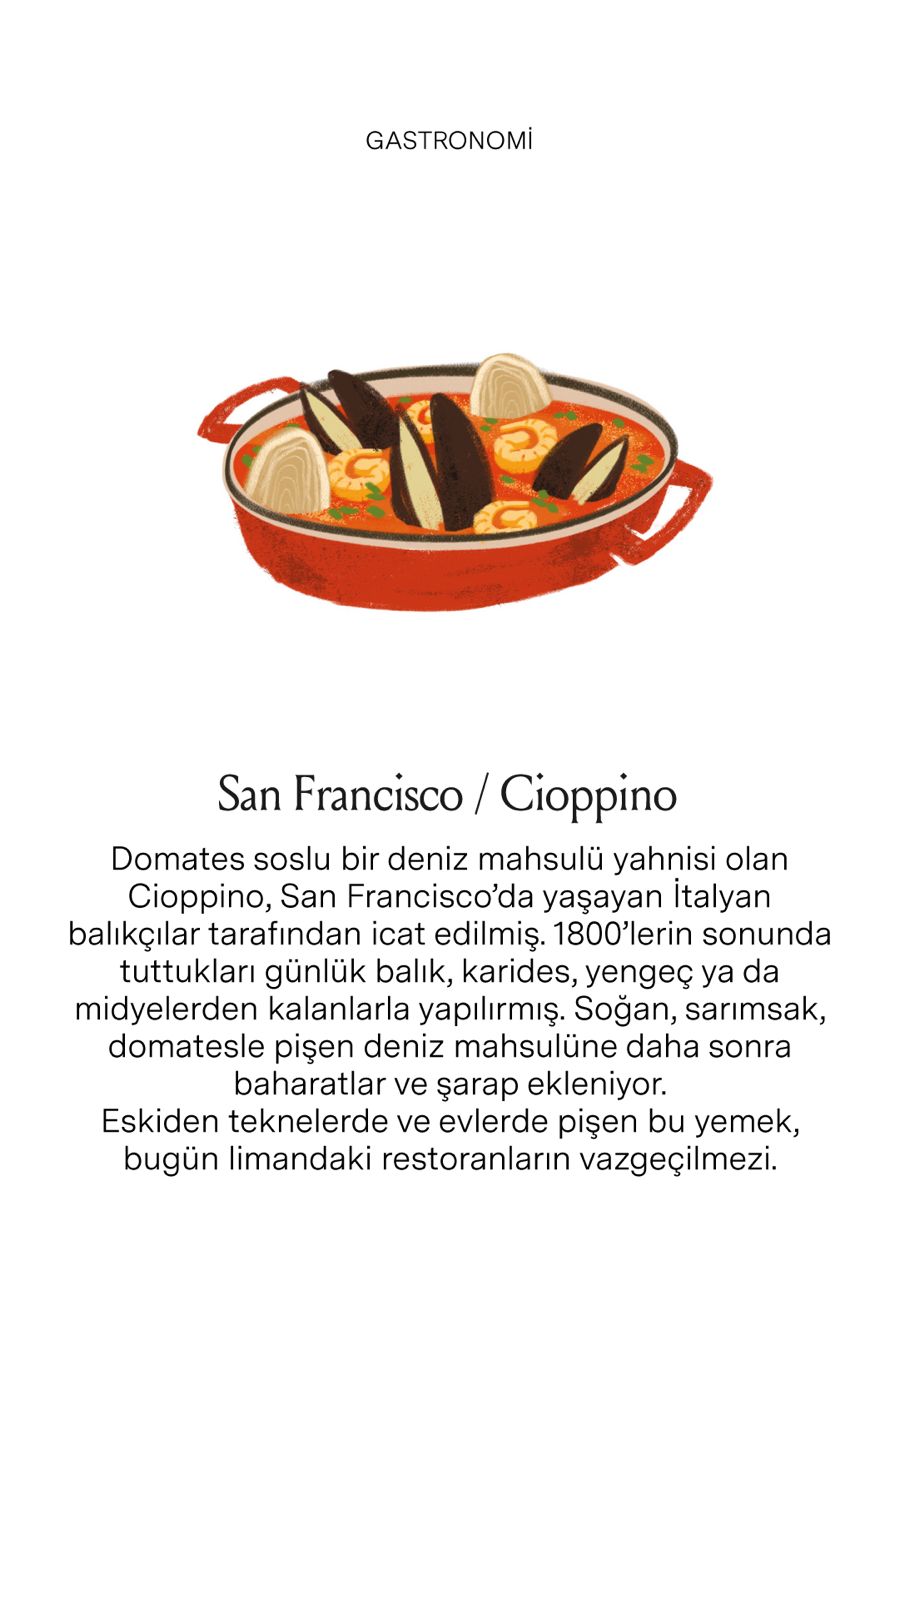 GASTRONOMİ
San Francisco / Cioppino
Domates soslu bir deniz mahsulü yahnisi olan
Cioppino, San Francisco’da yaşayan İtalyan
balıkçılar tarafından icat edilmiş. 1800’lerin sonunda
tuttukları günlük balık, karides, yengeç ya da
midyelerden kalanlarla yapılırmış. Soğan, sarımsak,
domatesle pişen deniz mahsulüne daha sonra
baharatlar ve şarap ekleniyor.
Eskiden teknelerde ve evlerde pişen bu yemek,
bugün limandaki restoranların vazgeçilmezi.